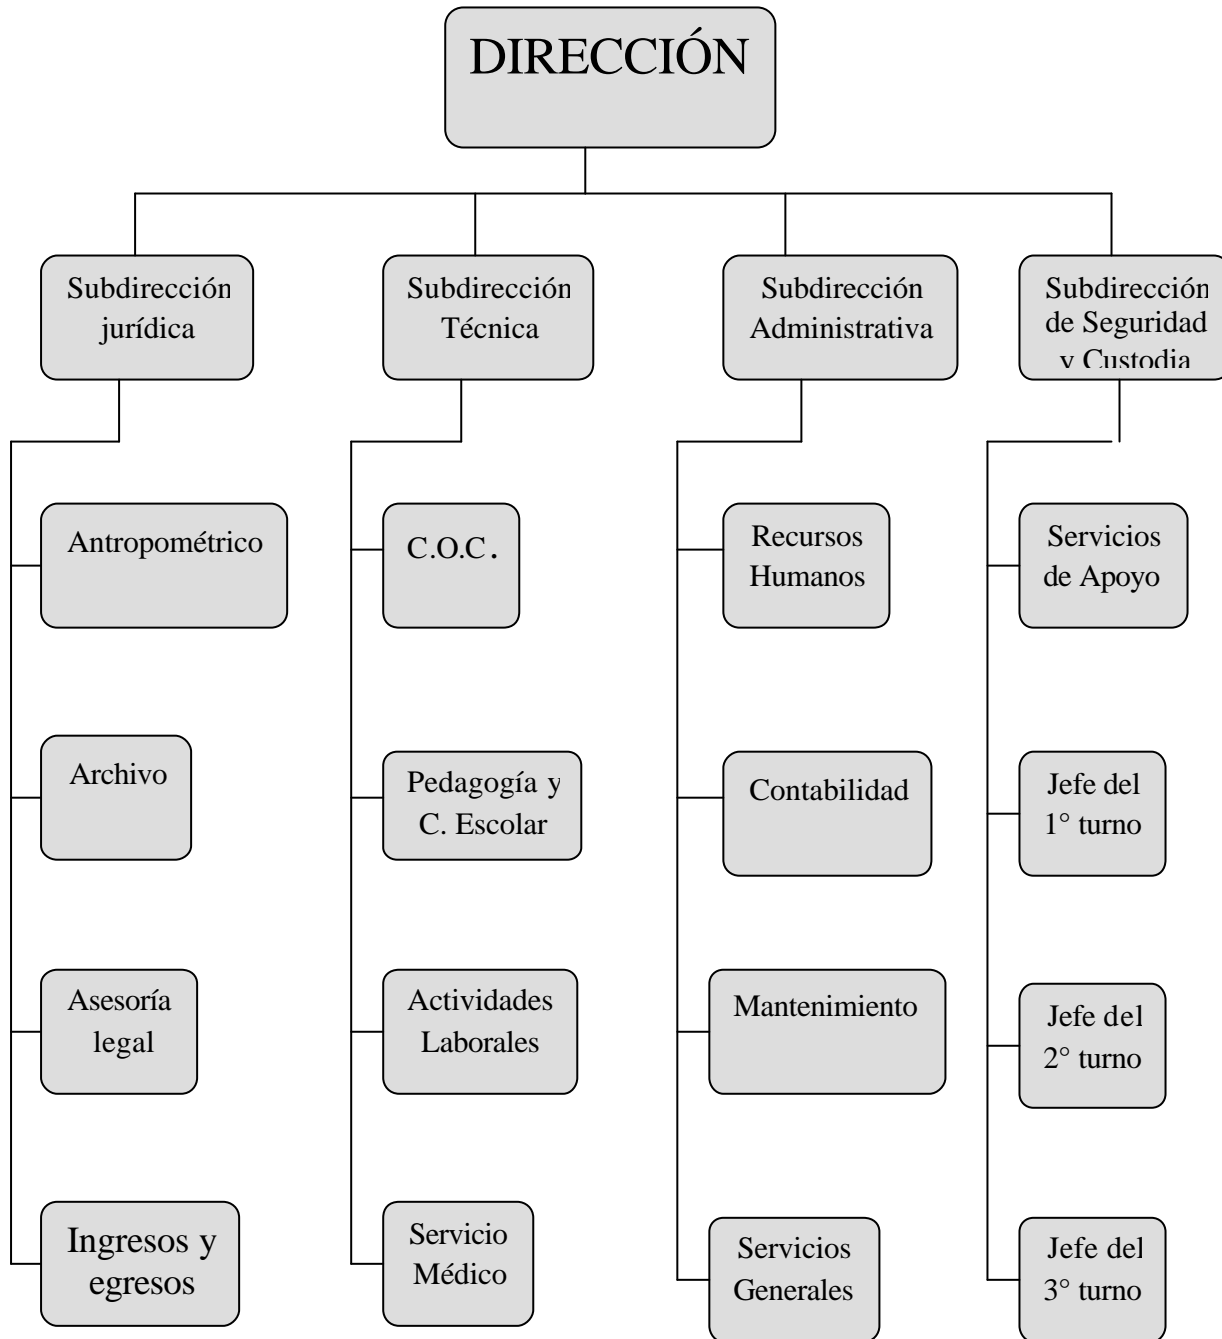 DIRECCIÓN
Subdirección
jurídica
Subdirección
Técnica
Subdirección
Administrativa
Subdirección
de Seguridad
y Custodia
Antropométrico
C.O.C.
Recursos
Humanos
Servicios
de Apoyo
Archivo
Pedagogía y
C. Escolar
Contabilidad
Jefe del
1° turno
Asesoría
legal
Actividades
Laborales
Mantenimiento
Jefe del
2° turno
Ingresos y
egresos
Servicio
Médico
Servicios
Generales
Jefe del
3° turno